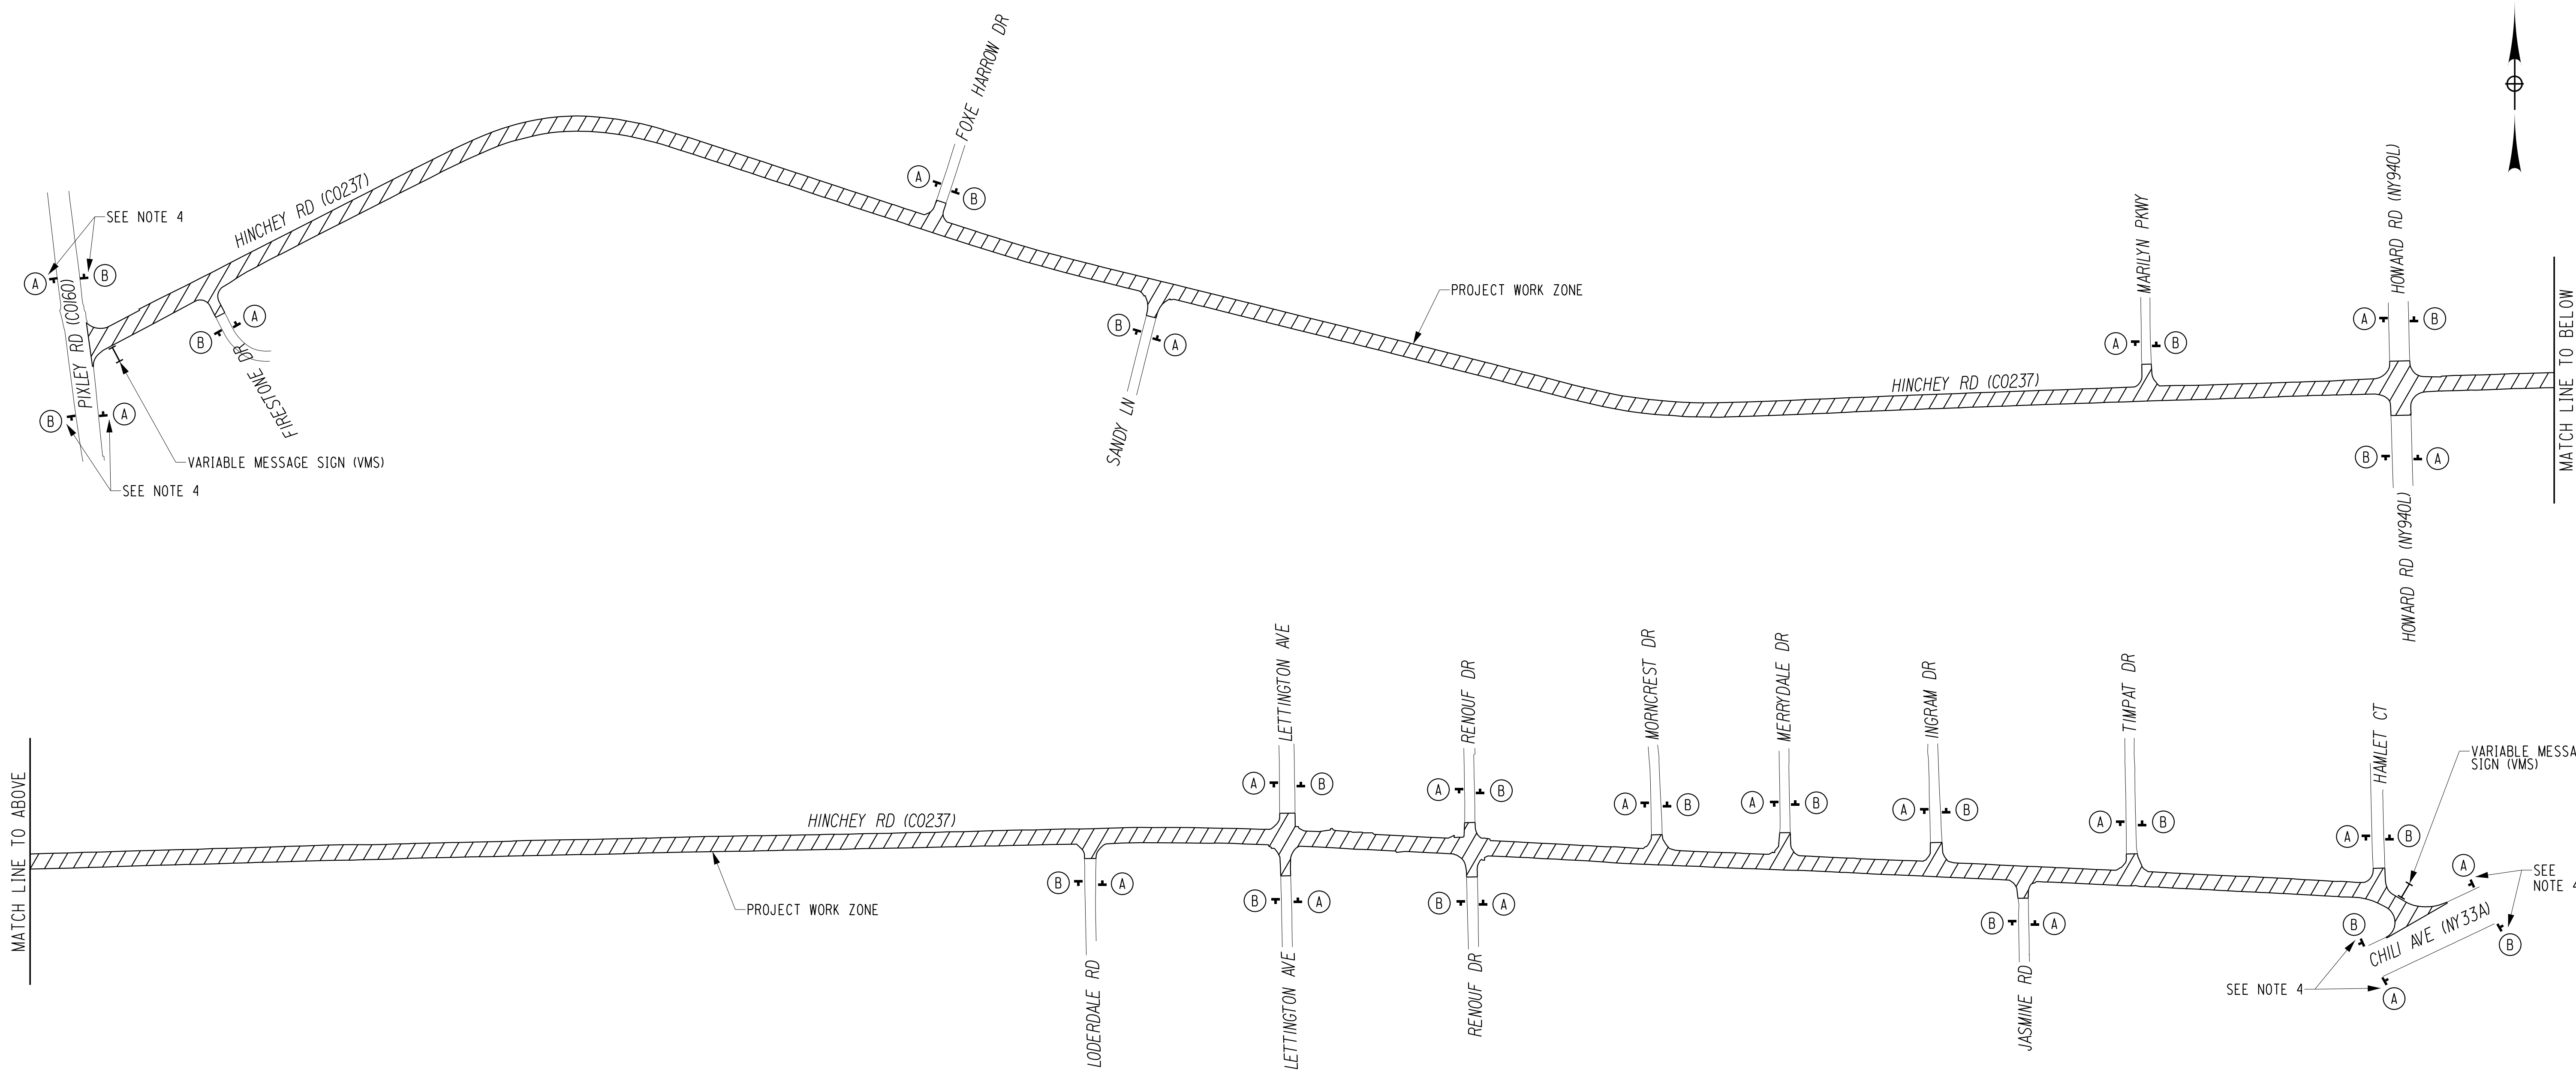 FOXE HARROW DR
A
B
SEE NOTE 4
HINCHEY RD (CO237)
A
B
PIXLEY RD (CO160)
A
B
FIRESTONE DR
B
A
VARIABLE MESSAGE SIGN (VMS)
SEE NOTE 4
B
A
SANDY LN
PROJECT WORK ZONE
MARILYN PKWY
A
B
HINCHEY RD (CO237)
HOWARD RD (NY940L)
A
B
B
A
HOWARD RD (NY940L)
MATCH LINE TO BELOW
MATCH LINE TO ABOVE
HINCHEY RD (CO237)
PROJECT WORK ZONE
B
A
LODERDALE RD
LETTINGTON AVE
A
B
B
A
LETTINGTON AVE
RENOUF DR
A
B
B
A
RENOUF DR
MORNCREST DR
A
B
MERRYDALE DR
A
B
INGRAM DR
A
B
B
A
JASMINE RD
TIMPAT DR
A
B
HAMLET CT
A
B
VARIABLE MESSA
SIGN (VMS)
A
SEE
NOTE 4
B
B
CHILI AVE (NY33A)
SEE NOTE 4
A